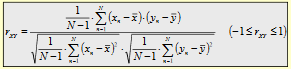 r_xy = (1/(N-1) · Σ_{n=1}^{N} (x_n - x̄) · (y_n - ȳ)) / (√(1/(N-1) · Σ_{n=1}^{N} (x_n - x̄)²) · √(1/(N-1) · Σ_{n=1}^{N} (y_n - ȳ)²)) (-1 ≤ r_xy ≤ 1)